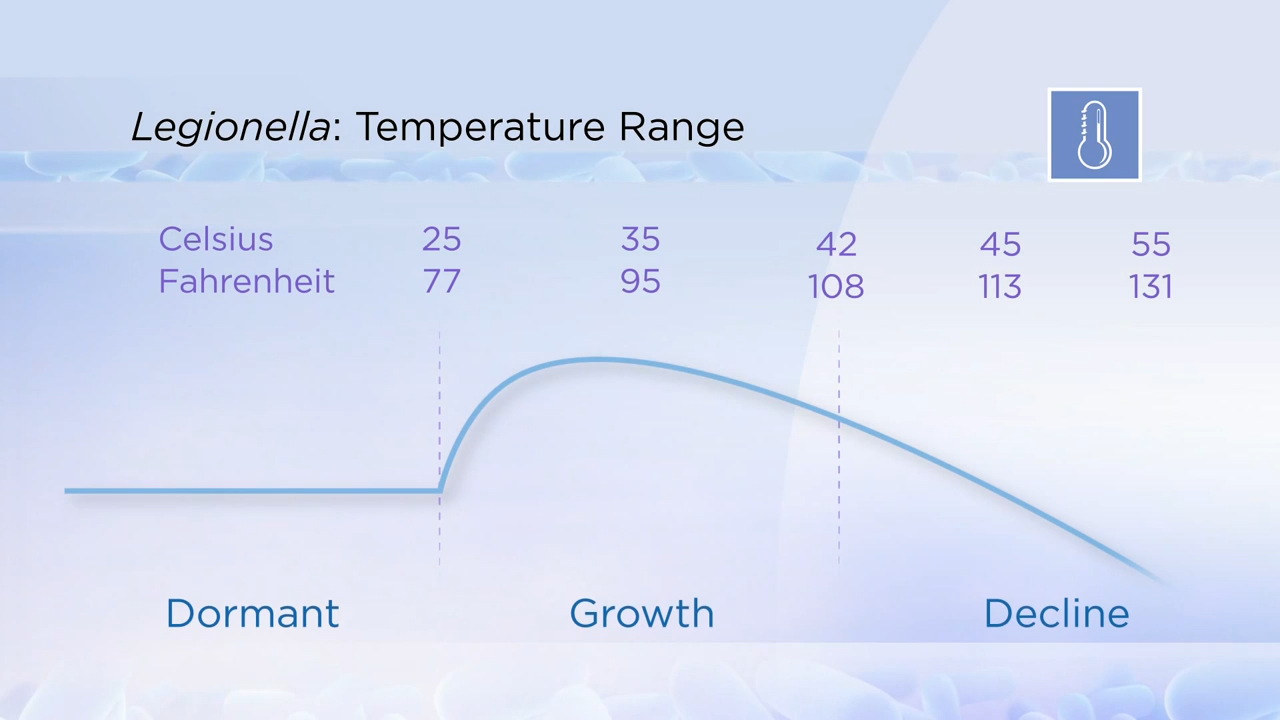 Legionella: Temperature Range
Celsius 25 35 42 45 55
Fahrenheit 77 95 108 113 131
Dormant Growth Decline